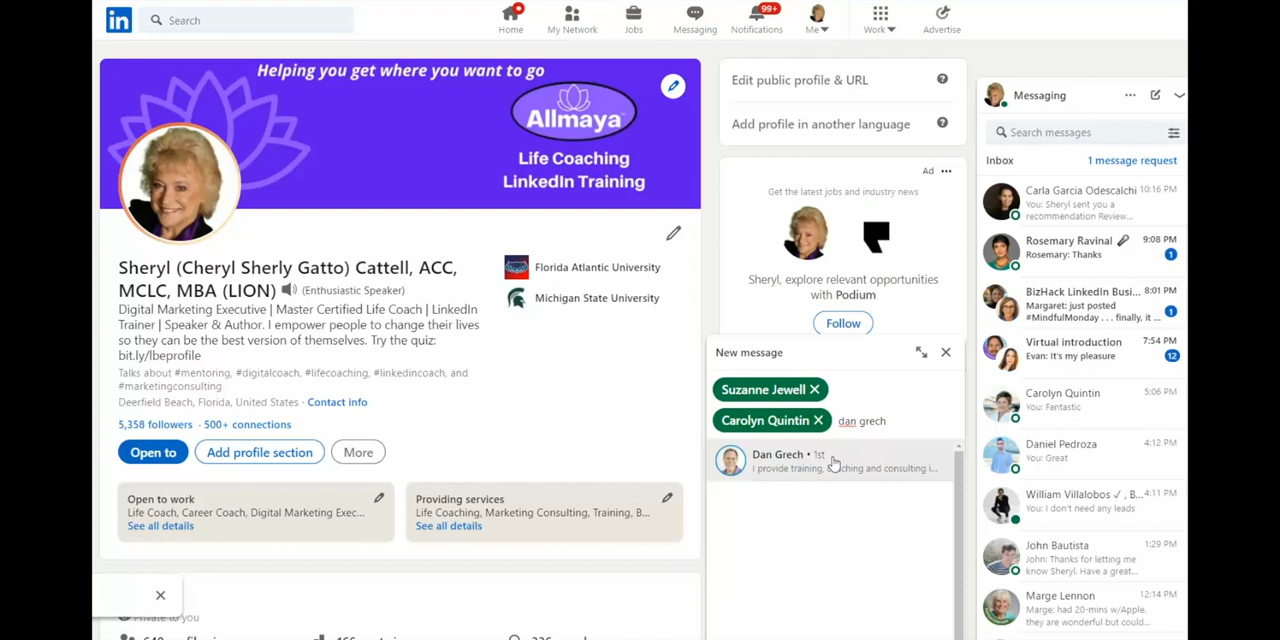 in
Search
Home
My Network
Jobs
Messaging
99+
Notifications
Me
Work
Advertise
Helping you get where you want to go
Allmaya
Life Coaching
LinkedIn Training
Sheryl (Cheryl Sherly Gatto) Cattell, ACC,
MCLC, MBA (LION) (Enthusiastic Speaker)
Digital Marketing Executive | Master Certified Life Coach | LinkedIn
Trainer | Speaker & Author. I empower people to change their lives
so they can be the best version of themselves. Try the quiz:
bit.ly/lbeprofile
Talks about #mentoring, #digitalcoach, #lifecoaching, #linkedincoach, and
#marketingconsulting
Deerfield Beach, Florida, United States · Contact info
5,358 followers · 500+ connections
Open to
Add profile section
More
Florida Atlantic University
Michigan State University
Open to work
Life Coach, Career Coach, Digital Marketing Exec...
See all details
Providing services
Life Coaching, Marketing Consulting, Training, B...
See all details
Private to you
Edit public profile & URL
Add profile in another language
Ad
Get the latest jobs and industry news
Sheryl, explore relevant opportunities
with Podium
Follow
New message
Suzanne Jewell
Carolyn Quintin dan grech
Dan Grech • 1st
I provide training, and consulting i...
Messaging
Search messages
Inbox 1 message request
Carla Garcia Odescalchi 10:16 PM
You: Sheryl sent you a
recommendation Review...
Rosemary Ravinal 9:08 PM
Rosemary: Thanks 1
BizHack LinkedIn Busi... 8:01 PM
Margaret: just posted 1
#MindfulMonday . . . finally, it ...
Virtual introduction 7:54 PM
Evan: It's my pleasure 12
Carolyn Quintin 5:06 PM
You: Fantastic
Daniel Pedroza 4:12 PM
You: Great
William Villalobos ✓ , B... 4:11 PM
You: I don't need any leads
John Bautista 1:29 PM
John: Thanks for letting me
know Sheryl. Have a great...
Marge Lennon 12:14 PM
Marge: had 20-mins w/Apple.
They are wonderful but could...